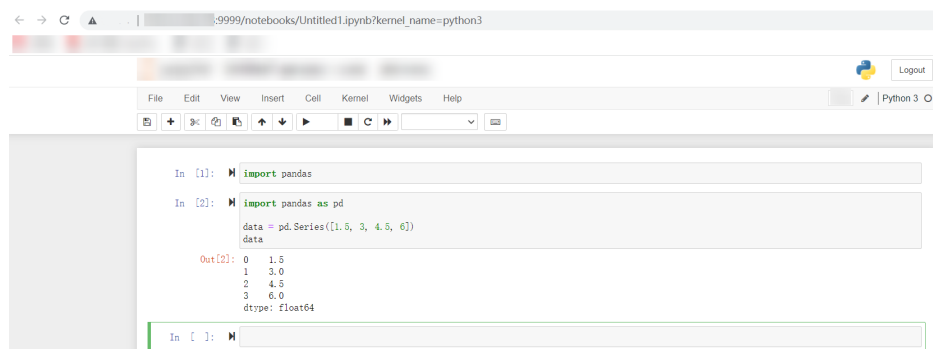 :9999/notebooks/Untitled1.ipynb?kernel_name=python3
Logout
File Edit View Insert Cell Kernel Widgets Help
Python 3
In [1]: import pandas
In [2]: import pandas as pd
data = pd.Series([1.5, 3, 4.5, 6])
data
Out[2]: 0 1.5
1 3.0
2 4.5
3 6.0
dtype: float64
In [ ]: